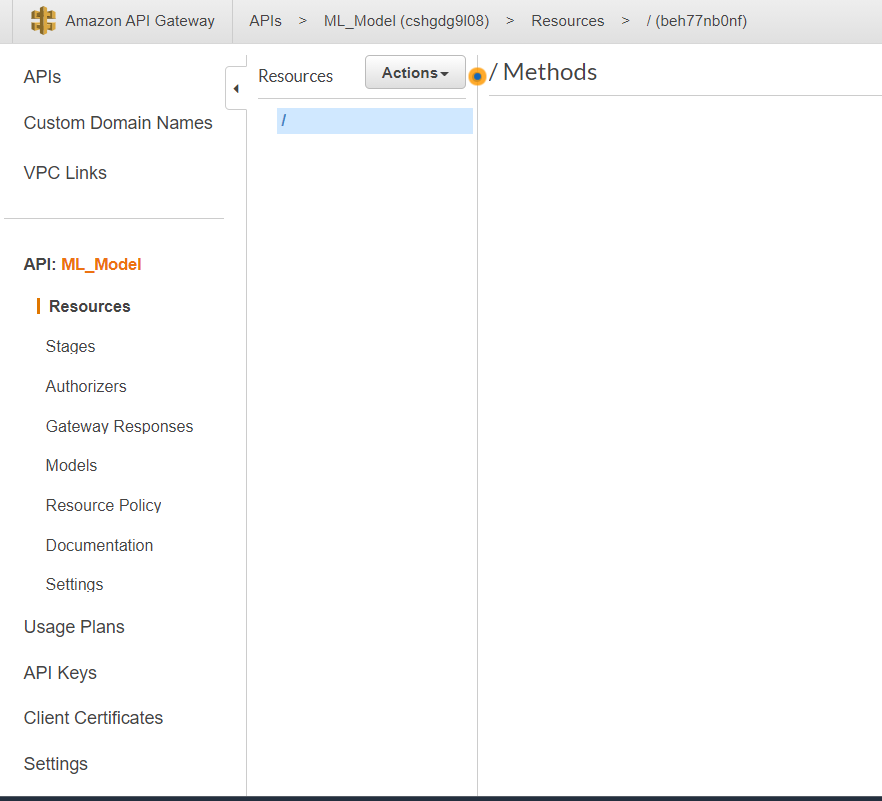 Amazon API Gateway APIs > ML_Model (cshgdg9l08) > Resources > / (beh77nb0nf)
APIs
Custom Domain Names
VPC Links
API: ML_Model
Resources
Stages
Authorizers
Gateway Responses
Models
Resource Policy
Documentation
Settings
Usage Plans
API Keys
Client Certificates
Settings
Resources Actions
/
/ Methods